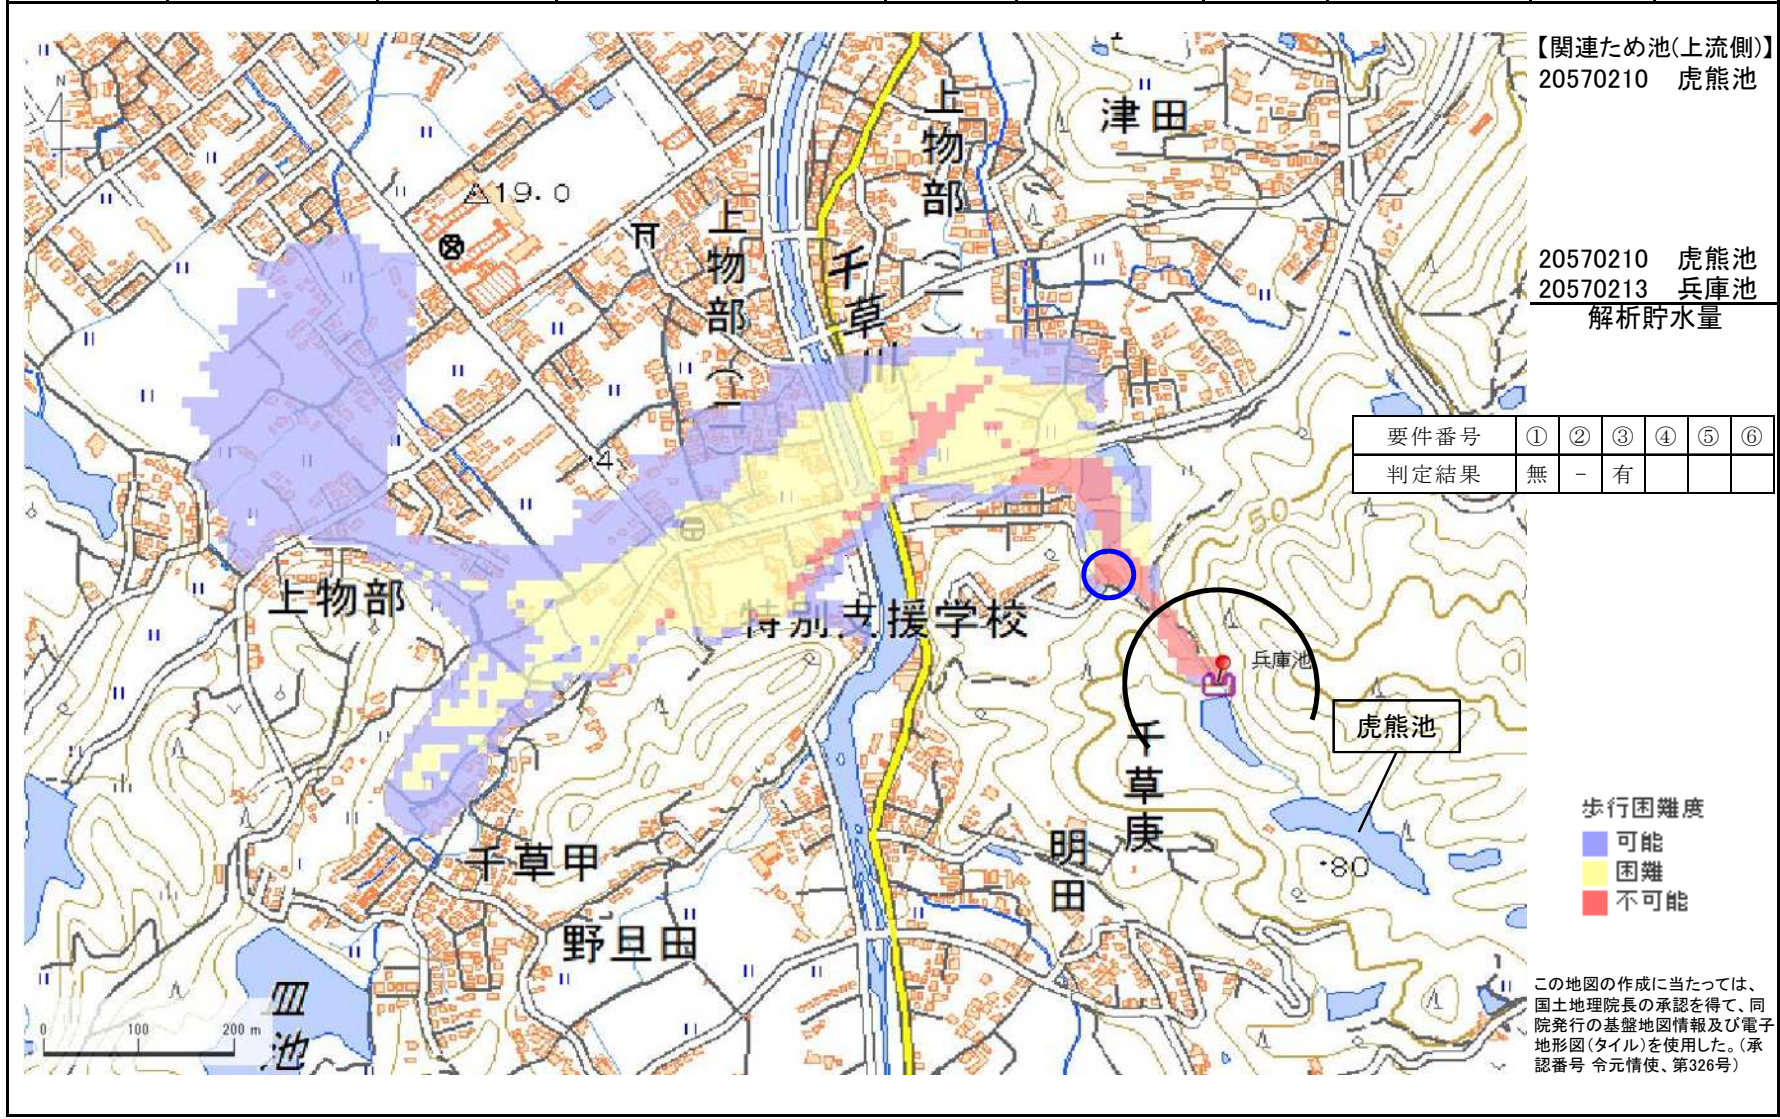 【関連ため池(上流側)】
20570210 虎熊池
20570210 虎熊池
20570213 兵庫池
解析貯水量
要件番号 ① ② ③ ④ ⑤ ⑥
判定結果 無 - 有
N
津田
上物部(一)
19.0
上物部(二)
千草川
4
50
上物部
特別支援学校
兵庫池
虎熊池
千草庚
明田
80
千草甲
野旦田
皿池
0 100 200 m
歩行困難度
可能
困難
不可能
この地図の作成に当たっては、
国土地理院長の承認を得て、同
院発行の基盤地図情報及び電子
地形図(タイル)を使用した。(承
認番号 令元情使、第326号)